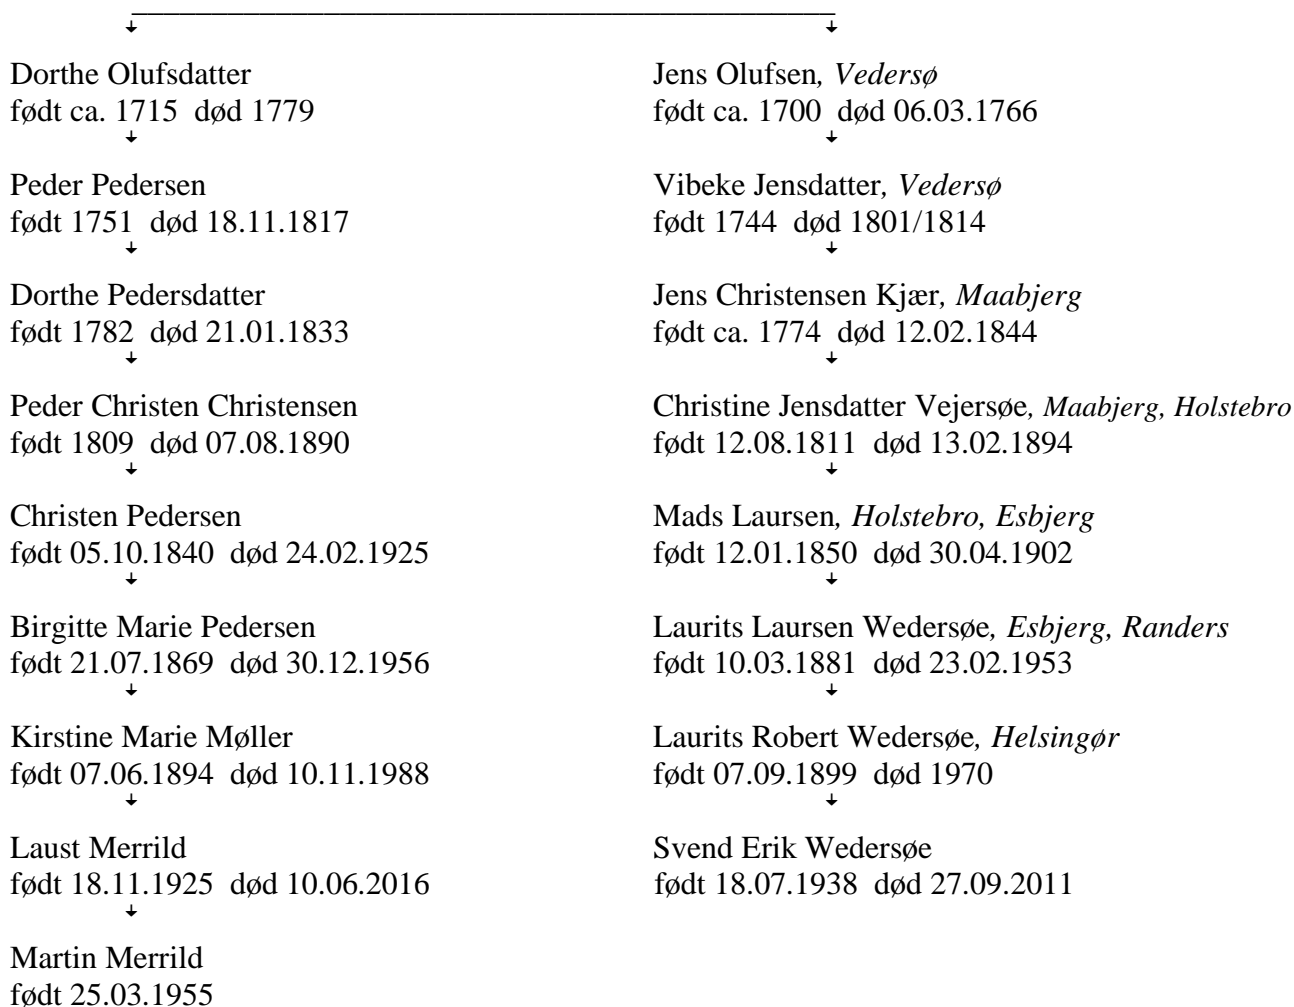 Dorthe Olufsdatter
født ca. 1715 død 1779
Peder Pedersen
født 1751 død 18.11.1817
Dorthe Pedersdatter
født 1782 død 21.01.1833
Peder Christen Christensen
født 1809 død 07.08.1890
Christen Pedersen
født 05.10.1840 død 24.02.1925
Birgitte Marie Pedersen
født 21.07.1869 død 30.12.1956
Kirstine Marie Møller
født 07.06.1894 død 10.11.1988
Laust Merrild
født 18.11.1925 død 10.06.2016
Martin Merrild
født 25.03.1955
Jens Olufsen, Vedersø
født ca. 1700 død 06.03.1766
Vibeke Jensdatter, Vedersø
født 1744 død 1801/1814
Jens Christensen Kjær, Maabjerg
født ca. 1774 død 12.02.1844
Christine Jensdatter Vejersøe, Maabjerg, Holstebro
født 12.08.1811 død 13.02.1894
Mads Laursen, Holstebro, Esbjerg
født 12.01.1850 død 30.04.1902
Laurits Laursen Wedersøe, Esbjerg, Randers
født 10.03.1881 død 23.02.1953
Laurits Robert Wedersøe, Helsingør
født 07.09.1899 død 1970
Svend Erik Wedersøe
født 18.07.1938 død 27.09.2011